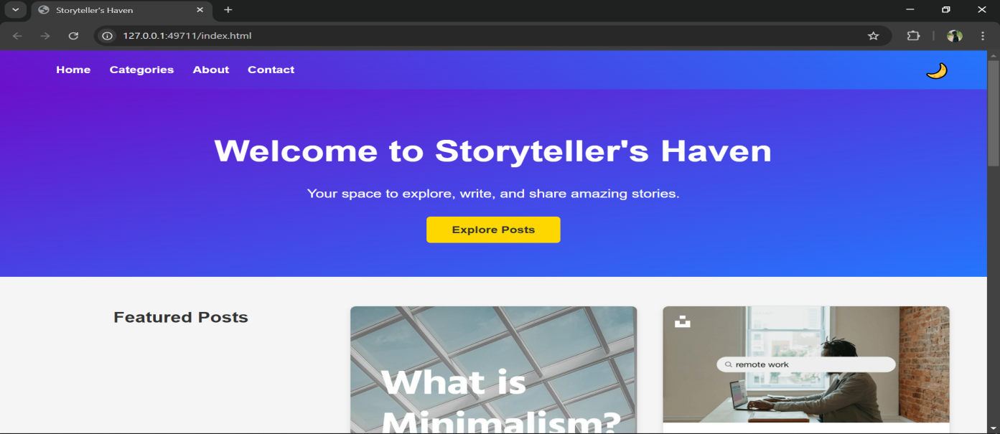 Storyteller's Haven
127.0.0.1:49711/index.html
Home Categories About Contact
Welcome to Storyteller's Haven
Your space to explore, write, and share amazing stories.
Explore Posts
Featured Posts
What is
Minimalism?
remote work